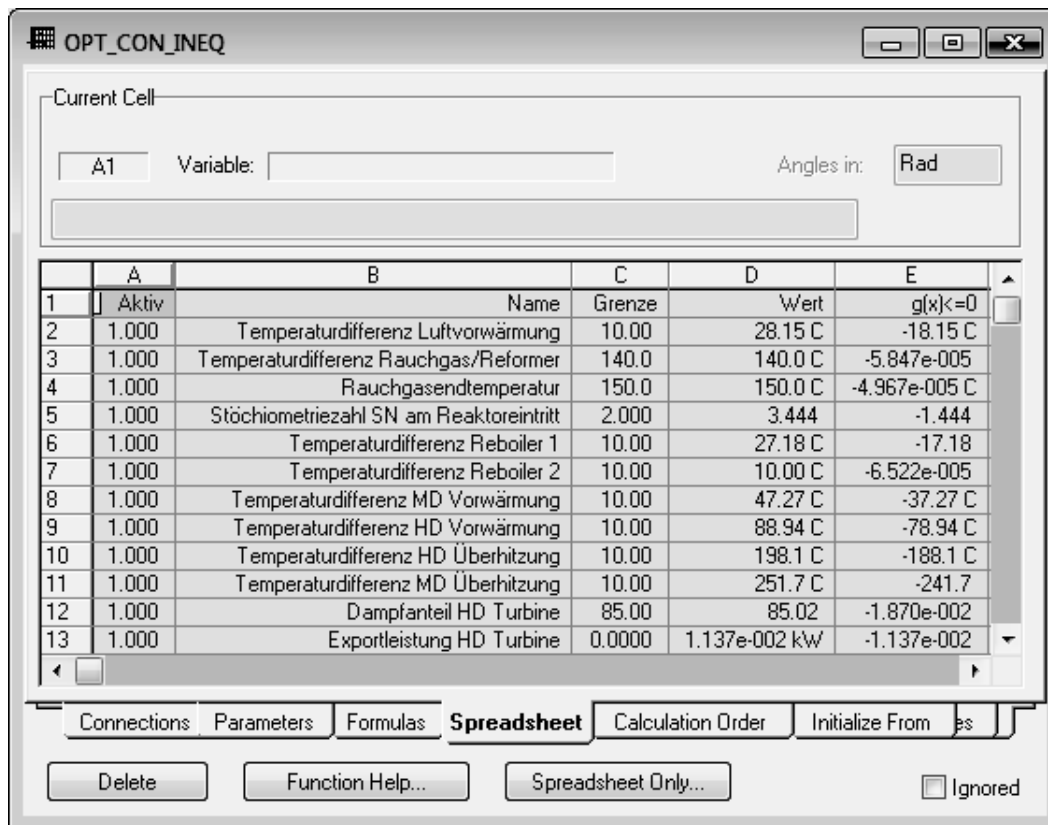 OPT_CON_INEQ
Current Cell
A1 Variable: Angles in: Rad
A B C D E
1 Aktiv Name Grenze Wert g(x)<=0
2 1.000 Temperaturdifferenz Luftvorwärmung 10.00 28.15 C -18.15 C
3 1.000 Temperaturdifferenz Rauchgas/Reformer 140.0 140.0 C -5.847e-005
4 1.000 Rauchgasendtemperatur 150.0 150.0 C -4.967e-005 C
5 1.000 Stöchiometriezahl SN am Reaktoreintritt 2.000 3.444 -1.444
6 1.000 Temperaturdifferenz Reboiler 1 10.00 27.18 C -17.18
7 1.000 Temperaturdifferenz Reboiler 2 10.00 10.00 C -6.522e-005
8 1.000 Temperaturdifferenz MD Vorwärmung 10.00 47.27 C -37.27 C
9 1.000 Temperaturdifferenz HD Vorwärmung 10.00 88.94 C -78.94 C
10 1.000 Temperaturdifferenz HD Überhitzung 10.00 198.1 C -188.1 C
11 1.000 Temperaturdifferenz MD Überhitzung 10.00 251.7 C -241.7
12 1.000 Dampfanteil HD Turbine 85.00 85.02 -1.870e-002
13 1.000 Exportleistung HD Turbine 0.0000 1.137e-002 kW -1.137e-002
Connections Parameters Formulas Spreadsheet Calculation Order Initialize From es
Delete Function Help... Spreadsheet Only... Ignored